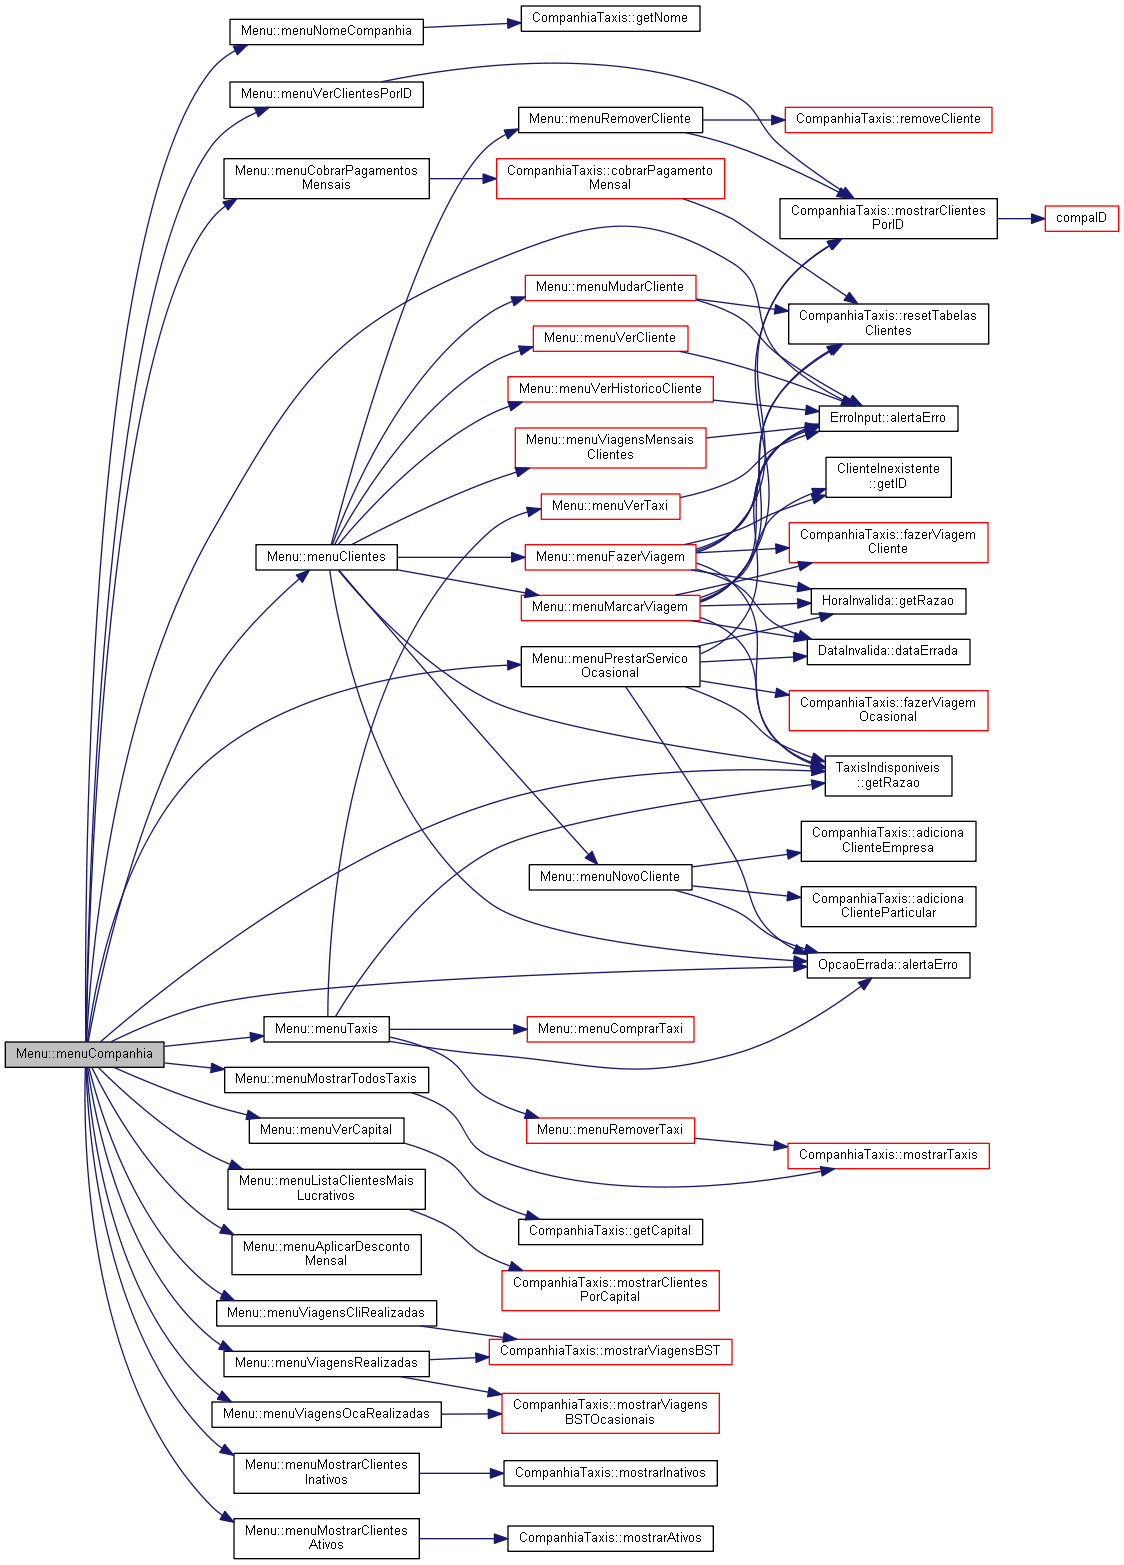 Menu::menuNomeCompanhia
CompanhiaTaxis::getNome
Menu::menuVerClientesPorID
Menu::menuRemoverCliente
CompanhiaTaxis::removeCliente
Menu::menuCobrarPagamentos
Mensais
CompanhiaTaxis::cobrarPagamento
Mensal
CompanhiaTaxis::mostrarClientes
PorID
compaID
Menu::menuMudarCliente
CompanhiaTaxis::resetTabelas
Clientes
Menu::menuVerCliente
Menu::menuVerHistoricoCliente
ErroInput::alertaErro
Menu::menuViagensMensais
Clientes
ClienteInexistente
::getID
Menu::menuVerTaxi
Menu::menuClientes
Menu::menuFazerViagem
CompanhiaTaxis::fazerViagem
Cliente
Menu::menuMarcarViagem
HoraInvalida::getRazao
Menu::menuPrestarServico
Ocasional
DataInvalida::dataErrada
CompanhiaTaxis::fazerViagem
Ocasional
TaxisIndisponiveis
::getRazao
CompanhiaTaxis::adiciona
ClienteEmpresa
Menu::menuNovoCliente
CompanhiaTaxis::adiciona
ClienteParticular
OpcaoErrada::alertaErro
Menu::menuTaxis
Menu::menuComprarTaxi
Menu::menuCompanhia
Menu::menuMostrarTodosTaxis
Menu::menuVerCapital
Menu::menuRemoverTaxi
CompanhiaTaxis::mostrarTaxis
Menu::menuListaClientesMais
Lucrativos
CompanhiaTaxis::getCapital
Menu::menuAplicarDesconto
Mensal
CompanhiaTaxis::mostrarClientes
PorCapital
Menu::menuViagensCliRealizadas
CompanhiaTaxis::mostrarViagensBST
Menu::menuViagensRealizadas
Menu::menuViagensOcaRealizadas
CompanhiaTaxis::mostrarViagens
BSTOcasionais
Menu::menuMostrarClientes
Inativos
CompanhiaTaxis::mostrarInativos
Menu::menuMostrarClientes
Ativos
CompanhiaTaxis::mostrarAtivos